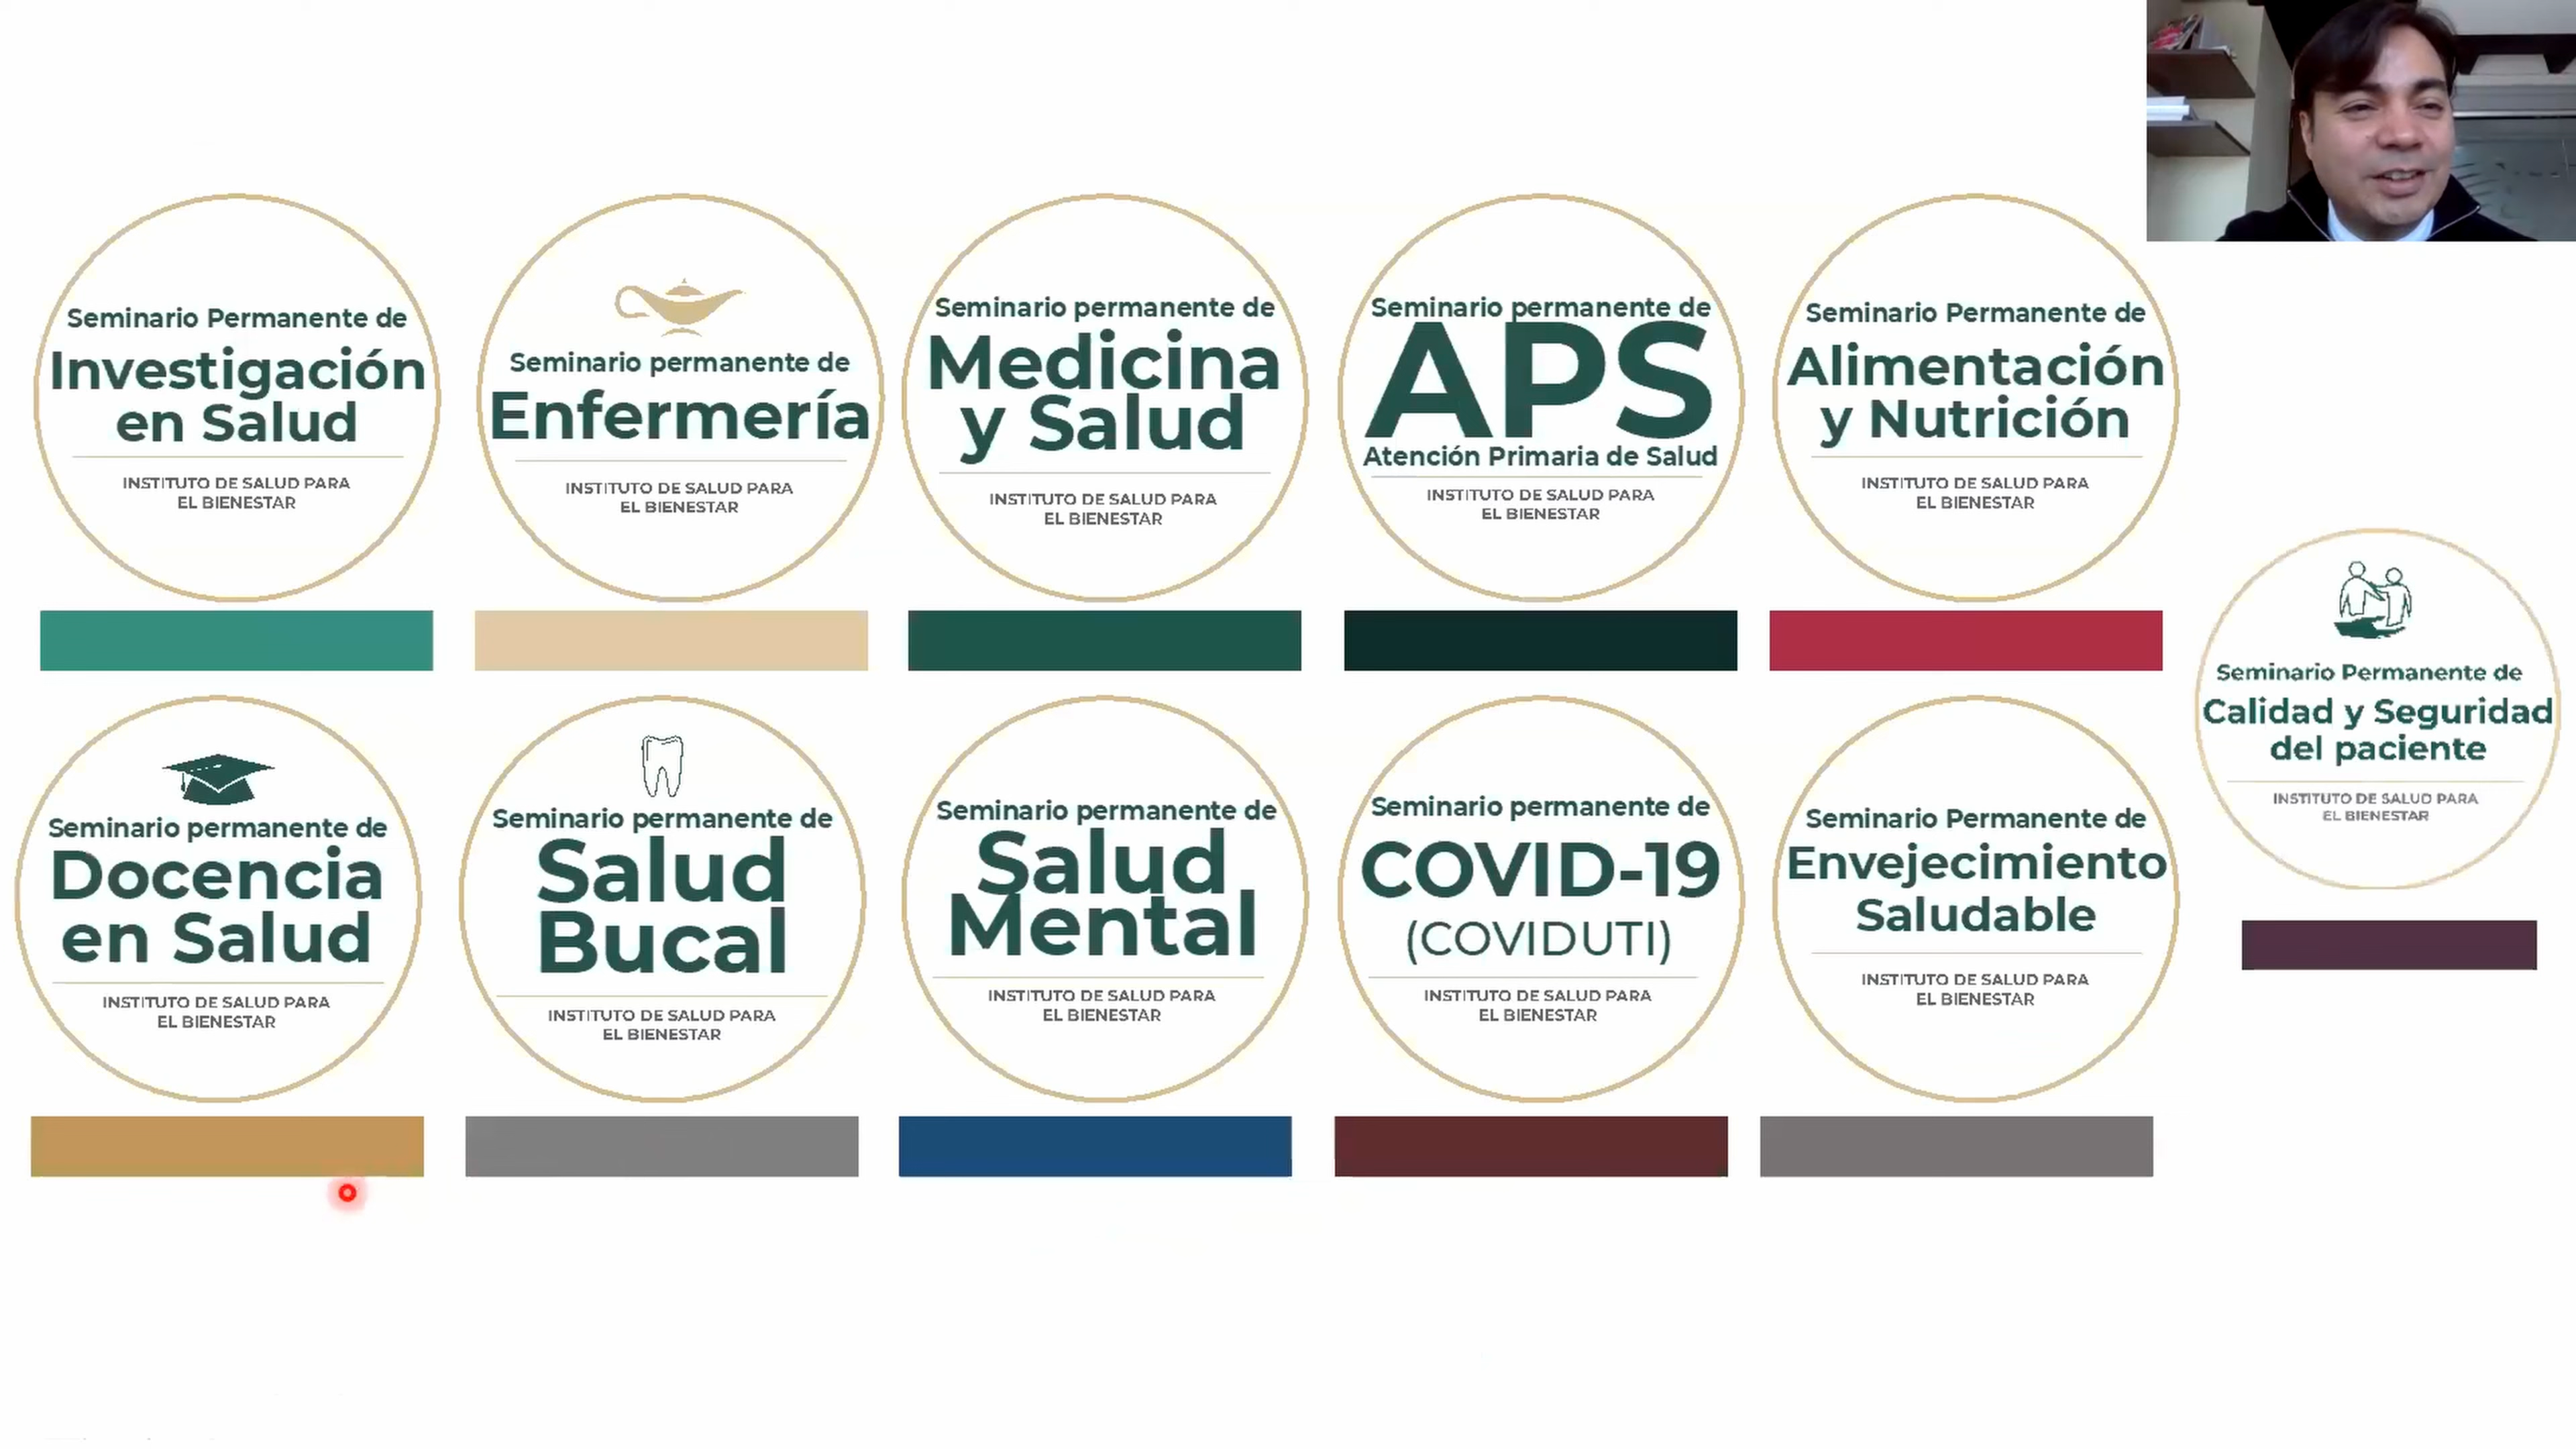 Seminario Permanente de
Investigación
en Salud
INSTITUTO DE SALUD PARA
EL BIENESTAR
Seminario permanente de
Enfermería
INSTITUTO DE SALUD PARA
EL BIENESTAR
Seminario permanente de
Medicina
y Salud
INSTITUTO DE SALUD PARA
EL BIENESTAR
Seminario permanente de
APS
Atención Primaria de Salud
INSTITUTO DE SALUD PARA
EL BIENESTAR
Seminario Permanente de
Alimentación
y Nutrición
INSTITUTO DE SALUD PARA
EL BIENESTAR
Seminario Permanente de
Calidad y Seguridad
del paciente
INSTITUTO DE SALUD PARA
EL BIENESTAR
Seminario permanente de
Docencia
en Salud
INSTITUTO DE SALUD PARA
EL BIENESTAR
Seminario permanente de
Salud
Bucal
INSTITUTO DE SALUD PARA
EL BIENESTAR
Seminario permanente de
Salud
Mental
INSTITUTO DE SALUD PARA
EL BIENESTAR
Seminario permanente de
COVID-19
(COVIDUTI)
INSTITUTO DE SALUD PARA
EL BIENESTAR
Seminario Permanente de
Envejecimiento
Saludable
INSTITUTO DE SALUD PARA
EL BIENESTAR